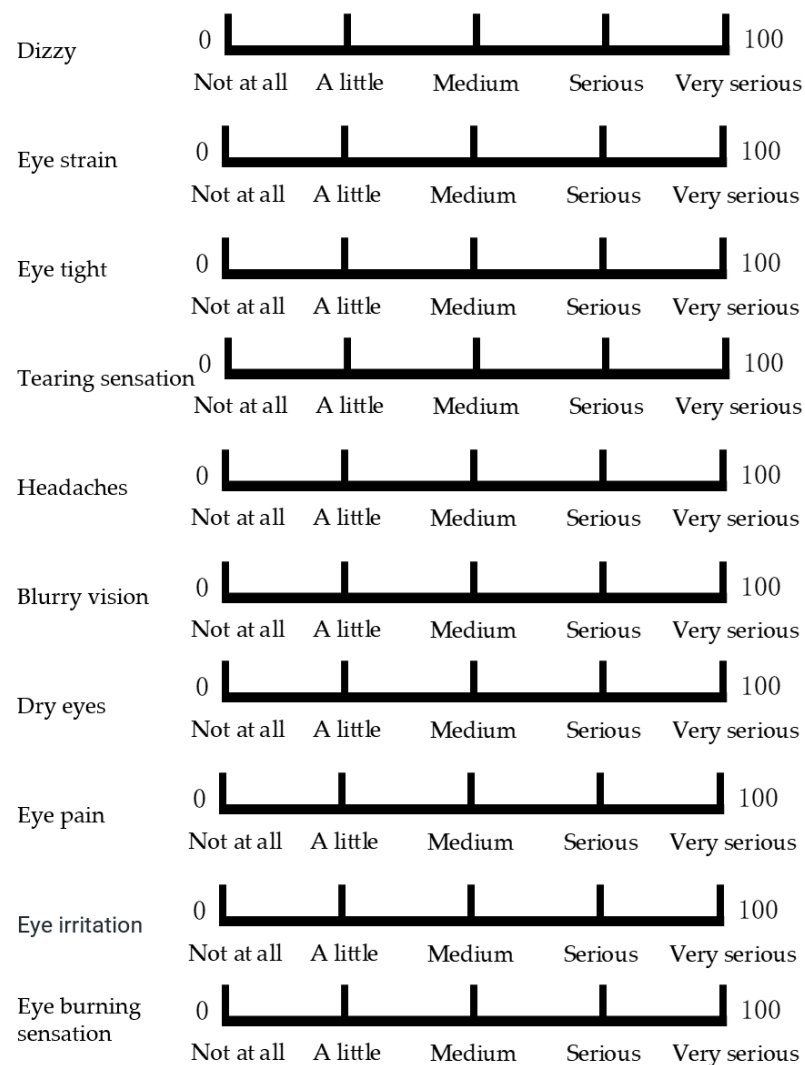 Dizzy
0 100
Not at all A little Medium Serious Very serious
Eye strain
0 100
Not at all A little Medium Serious Very serious
Eye tight
0 100
Not at all A little Medium Serious Very serious
Tearing sensation
0 100
Not at all A little Medium Serious Very serious
Headaches
0 100
Not at all A little Medium Serious Very serious
Blurry vision
0 100
Not at all A little Medium Serious Very serious
Dry eyes
0 100
Not at all A little Medium Serious Very serious
Eye pain
0 100
Not at all A little Medium Serious Very serious
Eye irritation
0 100
Not at all A little Medium Serious Very serious
Eye burning
sensation
0 100
Not at all A little Medium Serious Very serious